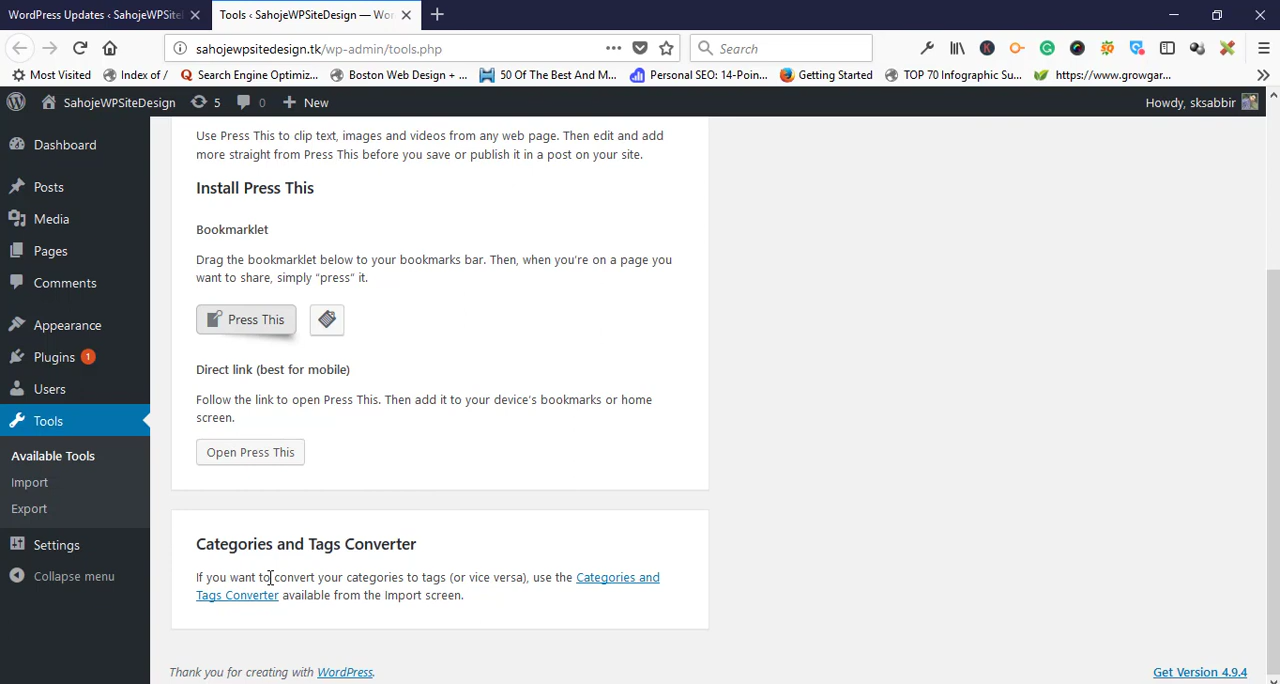 WordPress Updates ‹ SahojeWPSite
Tools ‹ SahojeWPSiteDesign — Wo
sahojewpsitedesign.tk/wp-admin/tools.php
Search
Most Visited
Index of /
Search Engine Optimiz...
Boston Web Design + ...
50 Of The Best And M...
Personal SEO: 14-Poin...
Getting Started
TOP 70 Infographic Su...
https://www.growgar...
SahojeWPSiteDesign
5
0
New
Howdy, sksabbir
Dashboard
Posts
Media
Pages
Comments
Appearance
Plugins 1
Users
Tools
Available Tools
Import
Export
Settings
Collapse menu
Use Press This to clip text, images and videos from any web page. Then edit and add
more straight from Press This before you save or publish it in a post on your site.
Install Press This
Bookmarklet
Drag the bookmarklet below to your bookmarks bar. Then, when you're on a page you
want to share, simply “press” it.
Press This
Direct link (best for mobile)
Follow the link to open Press This. Then add it to your device's bookmarks or home
screen.
Open Press This
Categories and Tags Converter
If you want to convert your categories to tags (or vice versa), use the Categories and
Tags Converter available from the Import screen.
Thank you for creating with WordPress.
Get Version 4.9.4